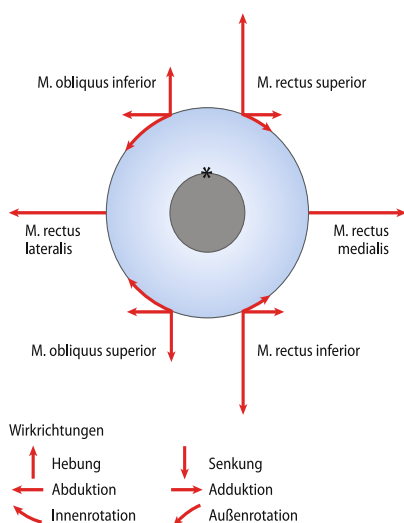 M. obliquus inferior
M. rectus superior
*
M. rectus
lateralis
M. rectus
medialis
M. obliquus superior
M. rectus inferior
Wirkrichtungen
Hebung
Senkung
Abduktion
Adduktion
Innenrotation
Außenrotation